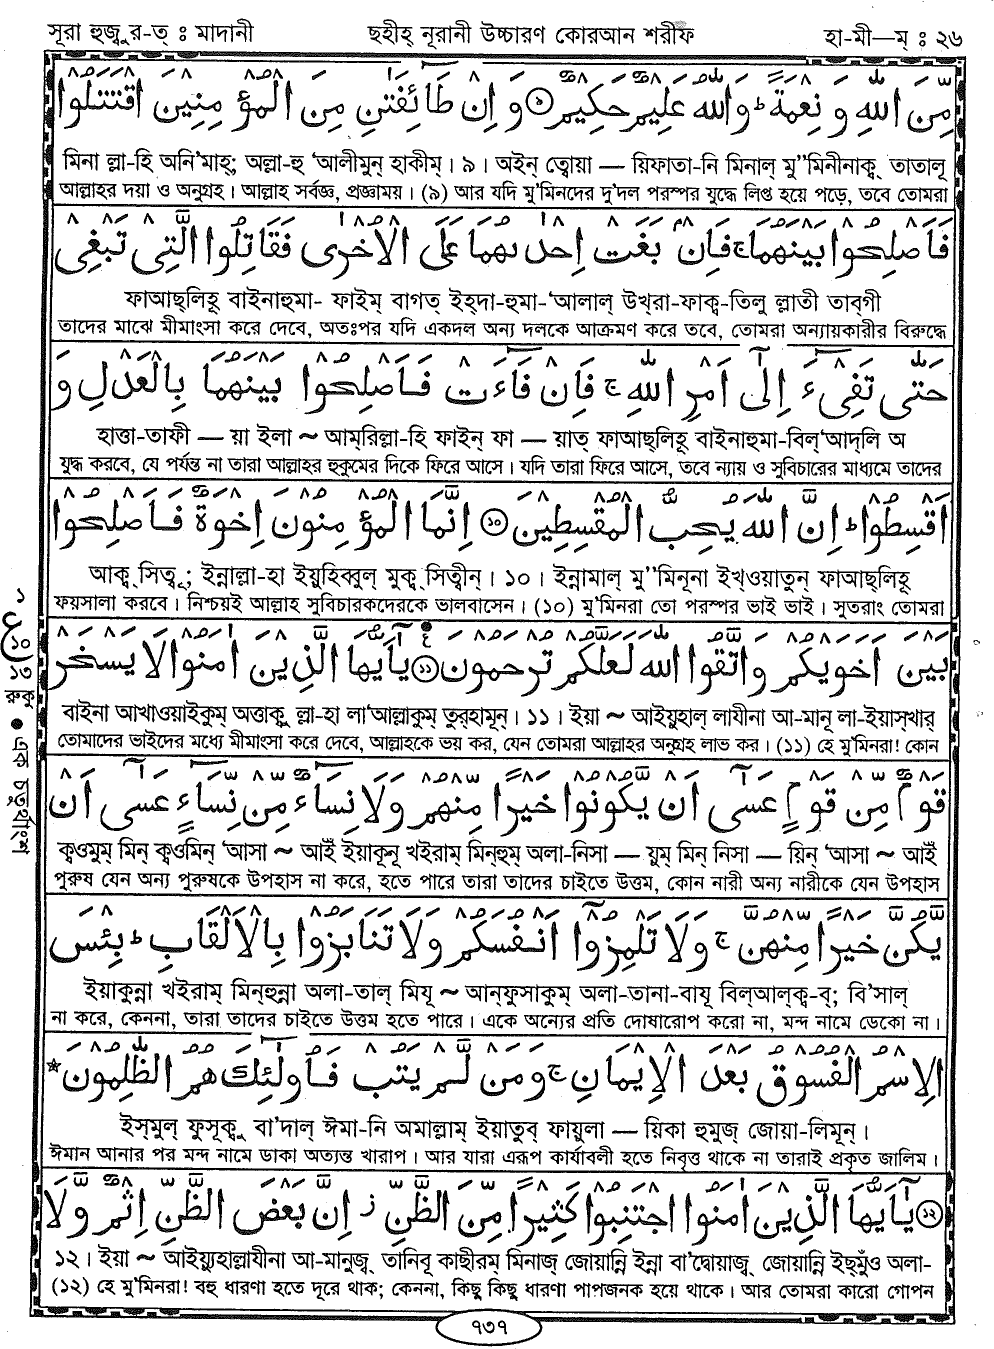 সূরা হুজ্বুর-ত্ ঃ মাদানী ছহীহ্ নূরানী উচ্চারণ কোরআন শরীফ হা-মী—ম্ ঃ ২৬
مِّنَ اللّٰهِ وَ نِعْمَةً ؕ وَاللّٰهُ عَلِيْمٌ حَكِيْمٌ ۝۸ وَ اِنْ طَآئِفَتٰنِ مِنَ الْمُؤْمِنِيْنَ اقْتَتَلُوْا
মিনা ল্লা-হি অনি'মাহ্; অল্লা-হু 'আলীমুন্ হাকীম্। ৯। অইন্ ত্বোয়া — য়িফাতা-নি মিনাল্ মু''মিনীনাক্ব্ তাতালূ
আল্লাহর দয়া ও অনুগ্রহ। আল্লাহ সর্বজ্ঞ, প্রজ্ঞাময়। (৯) আর যদি মু'মিনদের দু'দল পরস্পর যুদ্ধে লিপ্ত হয়ে পড়ে, তবে তোমরা
فَاَصْلِحُوْا بَيْنَهُمَا ۚ فَاِنْۢ بَغَتْ اِحْدٰىهُمَا عَلَى الْاُخْرٰى فَقَاتِلُوا الَّتِىْ تَبْغِىْ
ফাআছ্লিহূ বাইনাহুমা- ফাইম্ বাগত্ ইহ্দা-হুমা-'আলাল্ উখ্রা-ফাক্ব-তিলু ল্লাতী তাব্গী
তাদের মাঝে মীমাংসা করে দেবে, অতঃপর যদি একদল অন্য দলকে আক্রমণ করে তবে, তোমরা অন্যায়কারীর বিরুদ্ধে
حَتّٰى تَفِىْٓءَ اِلٰٓى اَمْرِ اللّٰهِ ۚ فَاِنْ فَآءَتْ فَاَصْلِحُوْا بَيْنَهُمَا بِالْعَدْلِ وَ
হাত্তা-তাফী — য়া ইলা ~ আম্রিল্লা-হি ফাইন্ ফা — য়াত্ ফাআছ্লিহূ বাইনাহুমা-বিল্'আদ্লি অ
যুদ্ধ করবে, যে পর্যন্ত না তারা আল্লাহর হুকুমের দিকে ফিরে আসে। যদি তারা ফিরে আসে, তবে ন্যায় ও সুবিচারের মাধ্যমে তাদের
اَقْسِطُوْا ؕ اِنَّ اللّٰهَ يُحِبُّ الْمُقْسِطِيْنَ ۝۱۰ اِنَّمَا الْمُؤْمِنُوْنَ اِخْوَةٌ فَاَصْلِحُوْا
আক্ব্ সিত্বূ ; ইন্নাল্লা-হা ইয়ুহিব্বুল্ মুক্ব্ সিত্বীন্। ১০। ইন্নামাল্ মু''মিনূনা ইখ্ওয়াতুন্ ফাআছ্লিহূ
ফয়সালা করবে। নিশ্চয়ই আল্লাহ সুবিচারকদেরকে ভালবাসেন। (১০) মু'মিনরা তো পরস্পর ভাই ভাই। সুতরাং তোমরা
بَيْنَ اَخَوَيْكُمْ وَاتَّقُوا اللّٰهَ لَعَلَّكُمْ تُرْحَمُوْنَ ۝۱۱ يٰۤاَيُّهَا الَّذِيْنَ اٰمَنُوْا لَا يَسْخَرْ
বাইনা আখাওয়াইকুম্ অত্তাক্বু ল্লা-হা লা'আল্লাকুম্ তুর্হামূন্। ১১। ইয়া ~ আইয়ুহাল্ লাযীনা আ-মানূ লা-ইয়াস্খার্
তোমাদের ভাইদের মধ্যে মীমাংসা করে দেবে, আল্লাহকে ভয় কর, যেন তোমরা আল্লাহর অনুগ্রহ লাভ কর। (১১) হে মু'মিনরা! কোন
قَوْمٌ مِّنْ قَوْمٍ عَسٰٓى اَنْ يَّكُوْنُوْا خَيْرًا مِّنْهُمْ وَلَا نِسَآءٌ مِّنْ نِّسَآءٍ عَسٰٓى اَنْ
ক্বওমুম্ মিন্ ক্বওমিন্ 'আসা ~ আইঁ ইয়াকূনূ খইরাম্ মিন্হুম্ অলা-নিসা — য়ুম্ মিন্ নিসা — য়িন্ 'আসা ~ আইঁ
পুরুষ যেন অন্য পুরুষকে উপহাস না করে, হতে পারে তারা তাদের চাইতে উত্তম, কোন নারী অন্য নারীকে যেন উপহাস
يَّكُنَّ خَيْرًا مِّنْهُنَّ ۚ وَلَا تَلْمِزُوْۤا اَنْفُسَكُمْ وَلَا تَنَابَزُوْا بِالْاَلْقَابِ ؕ بِئْسَ
ইয়াকুন্না খইরাম্ মিন্হুন্না অলা-তাল্ মিযূ ~ আন্ফুসাকুম্ অলা-তানা-বাযূ বিল্আল্ক্ব-ব্; বি'সাল্
না করে, কেননা, তারা তাদের চাইতে উত্তম হতে পারে। একে অন্যের প্রতি দোষারোপ করো না, মন্দ নামে ডেকো না।
الِاسْمُ الْفُسُوْقُ بَعْدَ الْاِيْمَانِ ۚ وَمَنْ لَّمْ يَتُبْ فَاُولٰٓئِكَ هُمُ الظّٰلِمُوْنَ *
ইস্মুল্ ফুসূক্বু বা'দাল্ ঈমা-নি অমাল্লাম্ ইয়াতুব্ ফায়ুলা — য়িকা হুমুজ্ জোয়া-লিমূন্।
ঈমান আনার পর মন্দ নামে ডাকা অত্যন্ত খারাপ। আর যারা এরূপ কার্যাবলী হতে নিবৃত্ত থাকে না তারাই প্রকৃত জালিম।
۝۱۲ يٰۤاَيُّهَا الَّذِيْنَ اٰمَنُوا اجْتَنِبُوْا كَثِيْرًا مِّنَ الظَّنِّ ز اِنَّ بَعْضَ الظَّنِّ اِثْمٌ وَّلَا
১২। ইয়া ~ আইয়ুহাল্লাযীনা আ-মানুজ্ব্ তানিবূ কাছীরম্ মিনাজ্ জোয়ান্নি ইন্না বা'দ্বোয়াজ্ব্ জোয়ান্নি ইছ্মুঁও অলা-
(১২) হে মু'মিনরা! বহু ধারণা হতে দূরে থাক; কেননা, কিছু কিছু ধারণা পাপজনক হয়ে থাকে। আর তোমরা কারো গোপন
১
ع
১০
১৩
রুকু ● এক চতুর্থাংশ
৭৩৭